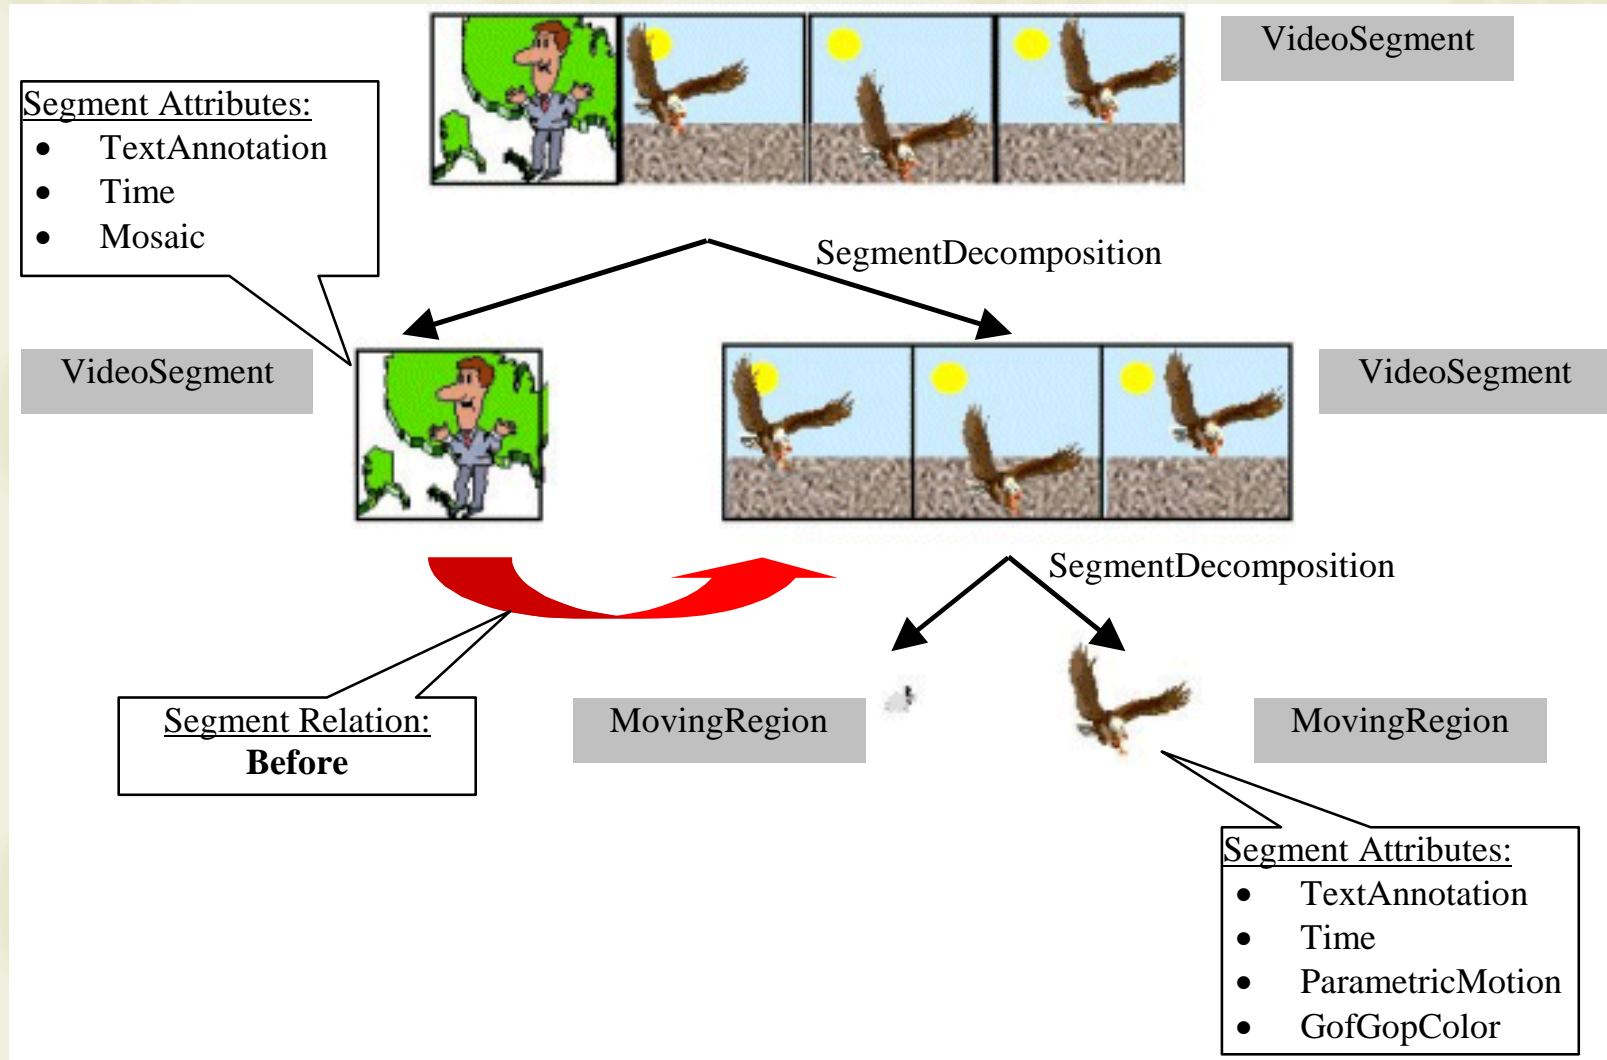 VideoSegment
Segment Attributes:
• TextAnnotation
• Time
• Mosaic
SegmentDecomposition
VideoSegment
VideoSegment
SegmentDecomposition
Segment Relation:
Before
MovingRegion
MovingRegion
Segment Attributes:
• TextAnnotation
• Time
• ParametricMotion
• GofGopColor